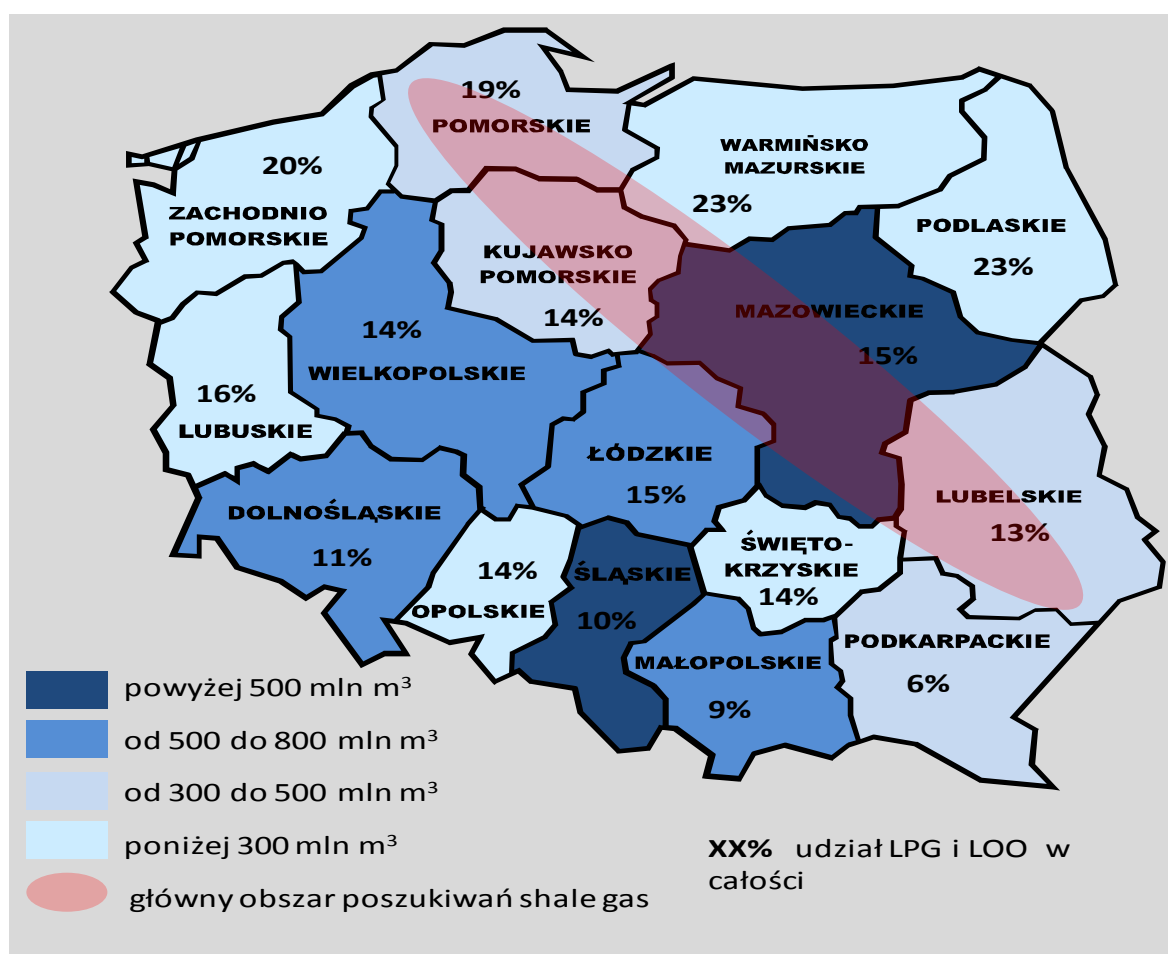 19%
POMORSKIE
WARMIŃSKO
MAZURSKIE
23%
20%
ZACHODNIO
POMORSKIE
PODLASKIE
23%
KUJAWSKO
POMORSKIE
14%
MAZOWIECKIE
15%
14%
WIELKOPOLSKIE
16%
LUBUSKIE
ŁÓDZKIE
15%
LUBELSKIE
13%
DOLNOŚLĄSKIE
11%
ŚWIĘTO-
KRZYSKIE
14%
14%
OPOLSKIE
ŚLĄSKIE
10%
PODKARPACKIE
6%
MAŁOPOLSKIE
9%
powyżej 500 mln m³
od 500 do 800 mln m³
od 300 do 500 mln m³
poniżej 300 mln m³
główny obszar poszukiwań shale gas
XX% udział LPG i LOO w
całości